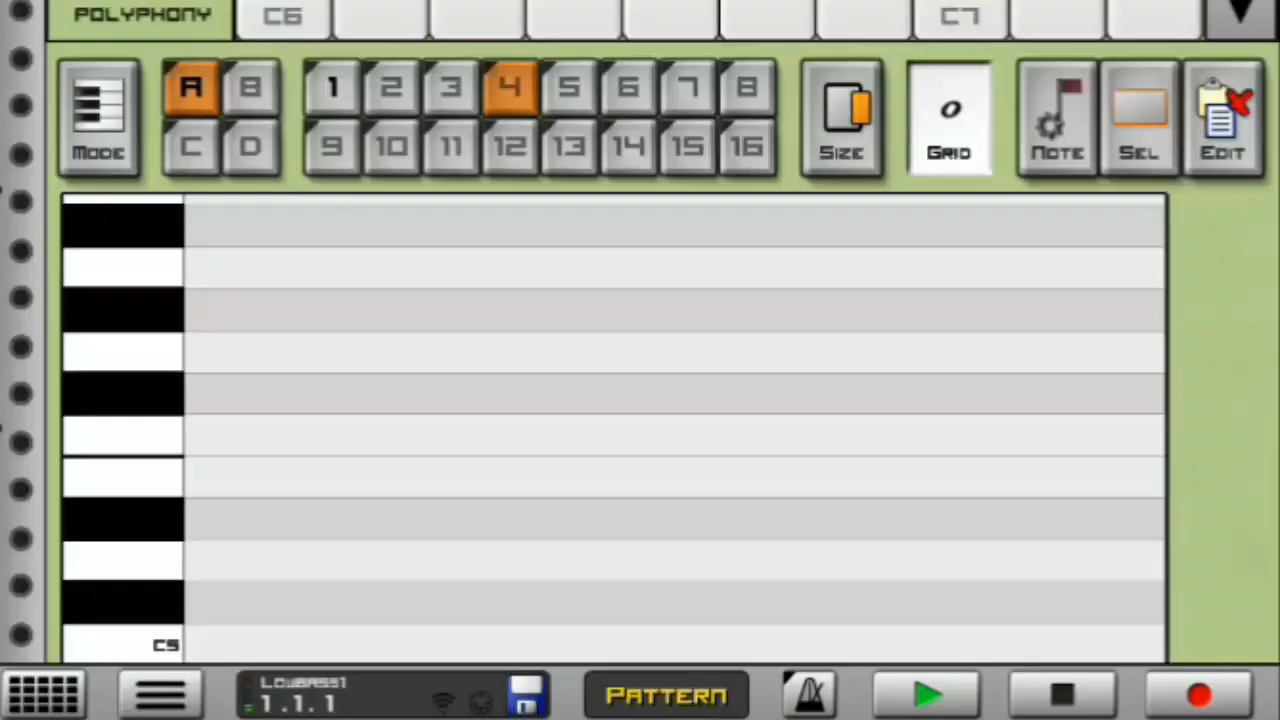 POLYPHONY C6 C7
A B 1 2 3 4 5 6 7 8
C D 9 10 11 12 13 14 15 16
MODE SIZE GRID NOTE SEL EDIT
C5
LOWBASS1
1.1.1
PATTERN